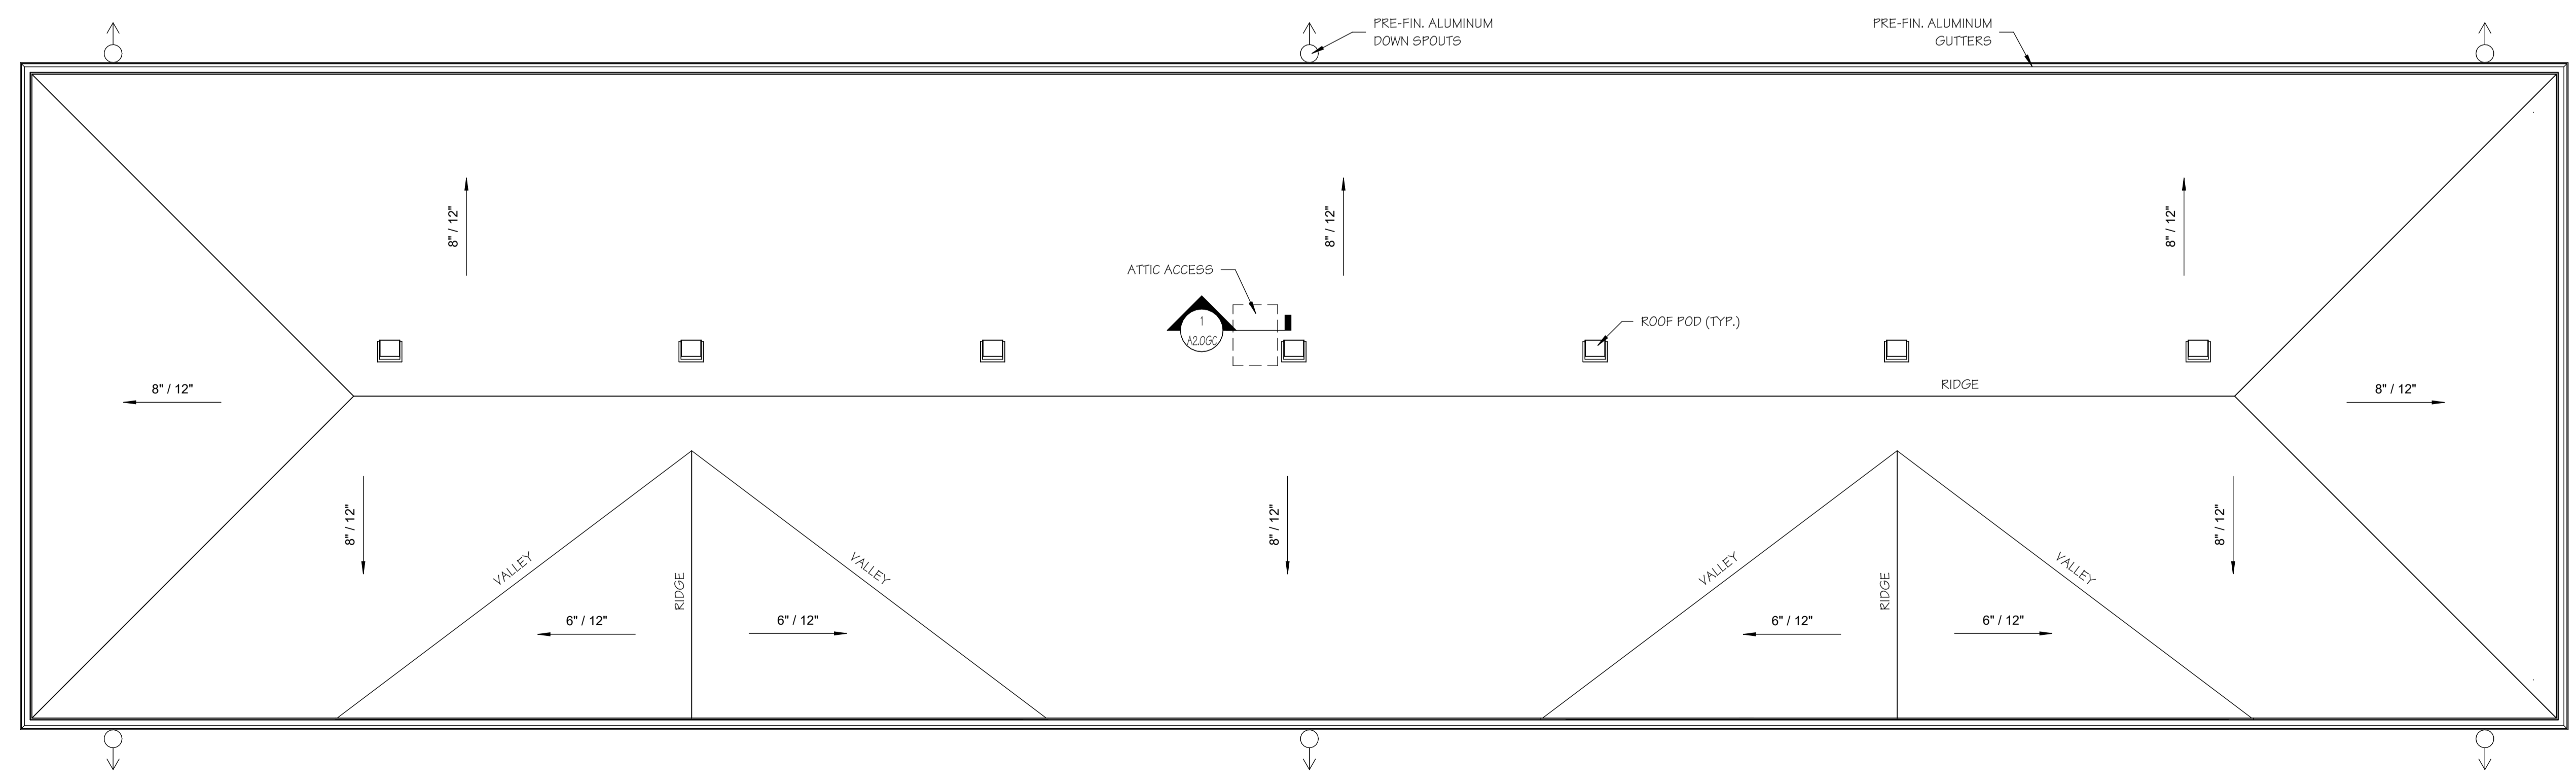 PRE-FIN. ALUMINUM
DOWN SPOUTS
PRE-FIN. ALUMINUM
GUTTERS
8" / 12"
8" / 12"
8" / 12"
ATTIC ACCESS
1
A2.0GC
ROOF POD (TYP.)
RIDGE
8" / 12"
8" / 12"
8" / 12"
8" / 12"
8" / 12"
VALLEY
VALLEY
VALLEY
VALLEY
RIDGE
RIDGE
6" / 12"
6" / 12"
6" / 12"
6" / 12"